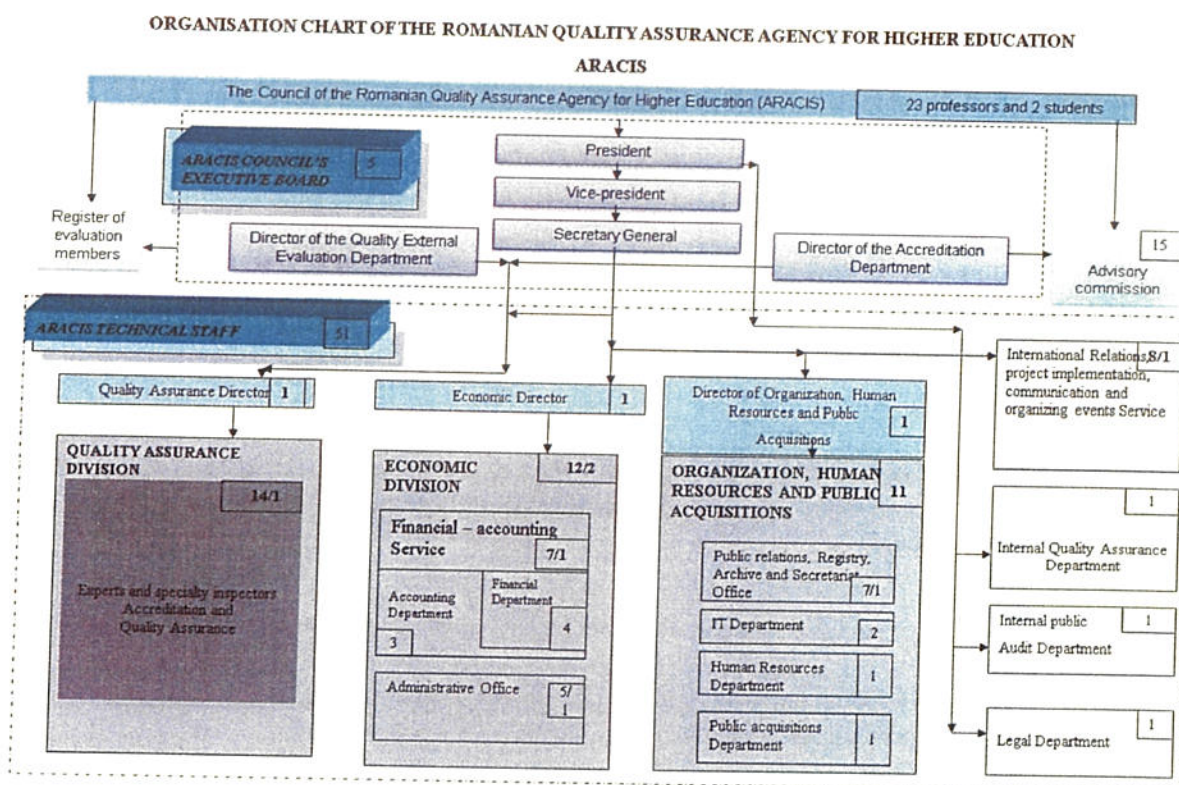 ORGANISATION CHART OF THE ROMANIAN QUALITY ASSURANCE AGENCY FOR HIGHER EDUCATION
ARACIS
The Council of the Romanian Quality Assurance Agency for Higher Education (ARACIS)
23 professors and 2 students
ARACIS COUNCIL'S
EXECUTIVE BOARD
5
President
Vice-president
Secretary General
Register of
evaluation
members
Director of the Quality External
Evaluation Department
Director of the Accreditation
Department
15
Advisory
commission
ARACIS TECHNICAL STAFF
51
Quality Assurance Director
1
Economic Director
1
Director of Organization, Human
Resources and Public
Acquisitions
1
International Relations,
project implementation,
communication and
organizing events Service
8/1
QUALITY ASSURANCE
DIVISION
14/1
Experts and specialty inspectors
Accreditation and
Quality Assurance
ECONOMIC
DIVISION
12/2
Financial – accounting
Service
7/1
Accounting
Department
3
Financial
Department
4
Administrative Office
5/
1
ORGANIZATION, HUMAN
RESOURCES AND PUBLIC
ACQUISITIONS
11
Public relations, Registry,
Archive and Secretariat
Office
7/1
IT Department
2
Human Resources
Department
1
Public acquisitions
Department
1
1
Internal Quality Assurance
Department
Internal public
Audit Department
1
Legal Department
1